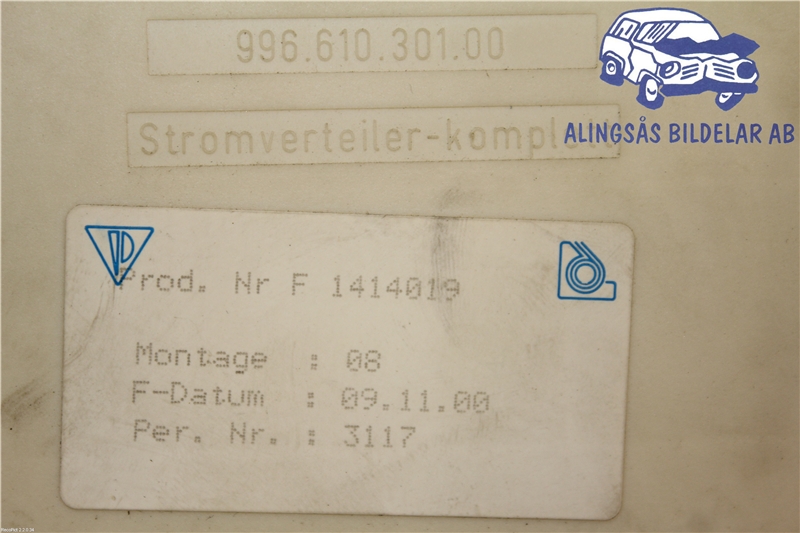 996.610.301.00
Stromverteiler-komplett
ALINGSÅS BILDELAR AB
Prod. Nr F 1414019
Montage : 08
F-Datum : 09.11.00
Per. Nr. : 3117